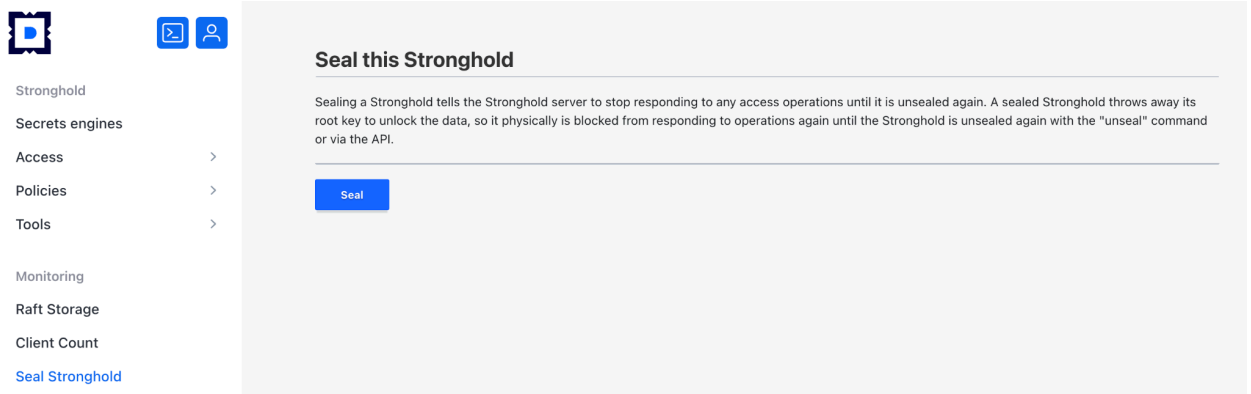 Stronghold
Secrets engines
Access
Policies
Tools
Monitoring
Raft Storage
Client Count
Seal Stronghold
Seal this Stronghold
Sealing a Stronghold tells the Stronghold server to stop responding to any access operations until it is unsealed again. A sealed Stronghold throws away its
root key to unlock the data, so it physically is blocked from responding to operations again until the Stronghold is unsealed again with the "unseal" command
or via the API.
Seal